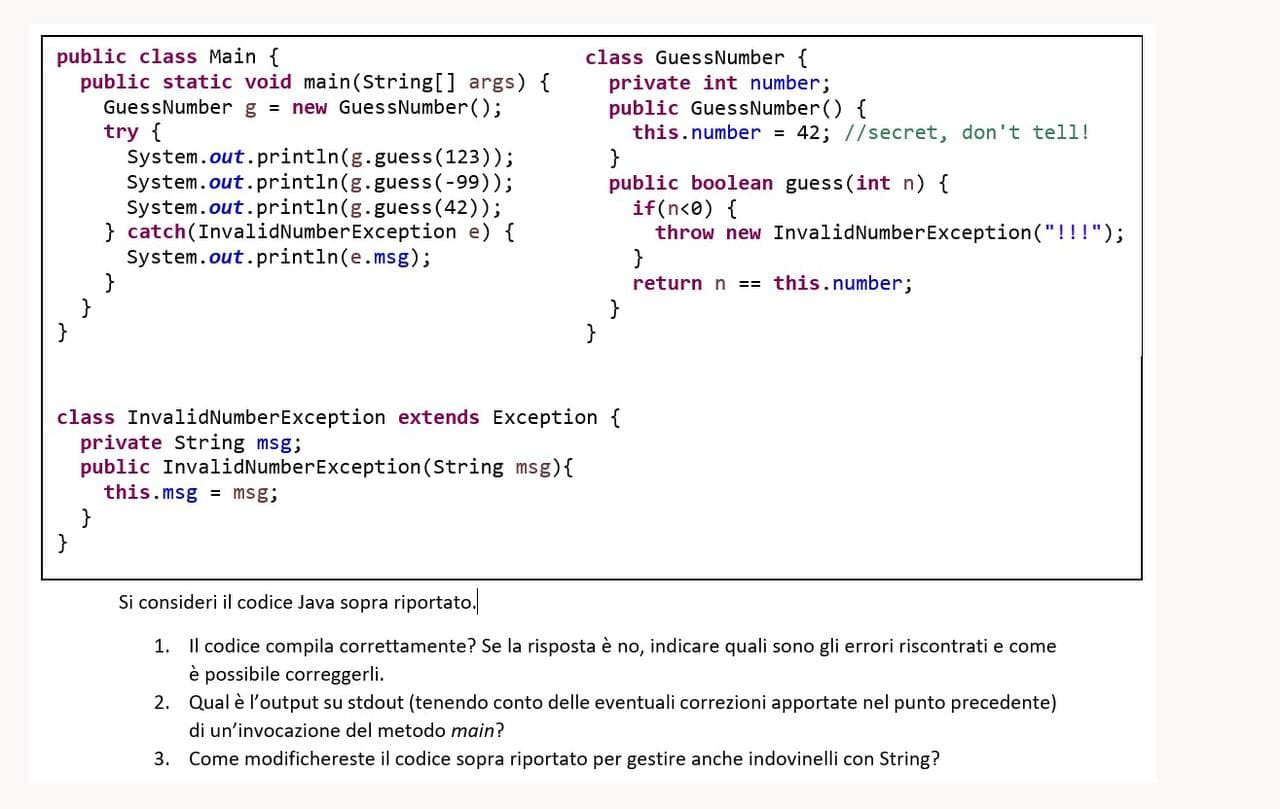 public class Main {
  public static void main(String[] args) {
    GuessNumber g = new GuessNumber();
    try {
      System.out.println(g.guess(123));
      System.out.println(g.guess(-99));
      System.out.println(g.guess(42));
    } catch(InvalidNumberException e) {
      System.out.println(e.msg);
    }
  }
}
class GuessNumber {
  private int number;
  public GuessNumber() {
    this.number = 42; //secret, don't tell!
  }
  public boolean guess(int n) {
    if(n<0) {
      throw new InvalidNumberException("!!!");
    }
    return n == this.number;
  }
}
class InvalidNumberException extends Exception {
  private String msg;
  public InvalidNumberException(String msg){
    this.msg = msg;
  }
}
Si consideri il codice Java sopra riportato.
1. Il codice compila correttamente? Se la risposta è no, indicare quali sono gli errori riscontrati e come
è possibile correggerli.
2. Qual è l’output su stdout (tenendo conto delle eventuali correzioni apportate nel punto precedente)
di un’invocazione del metodo main?
3. Come modifichereste il codice sopra riportato per gestire anche indovinelli con String?